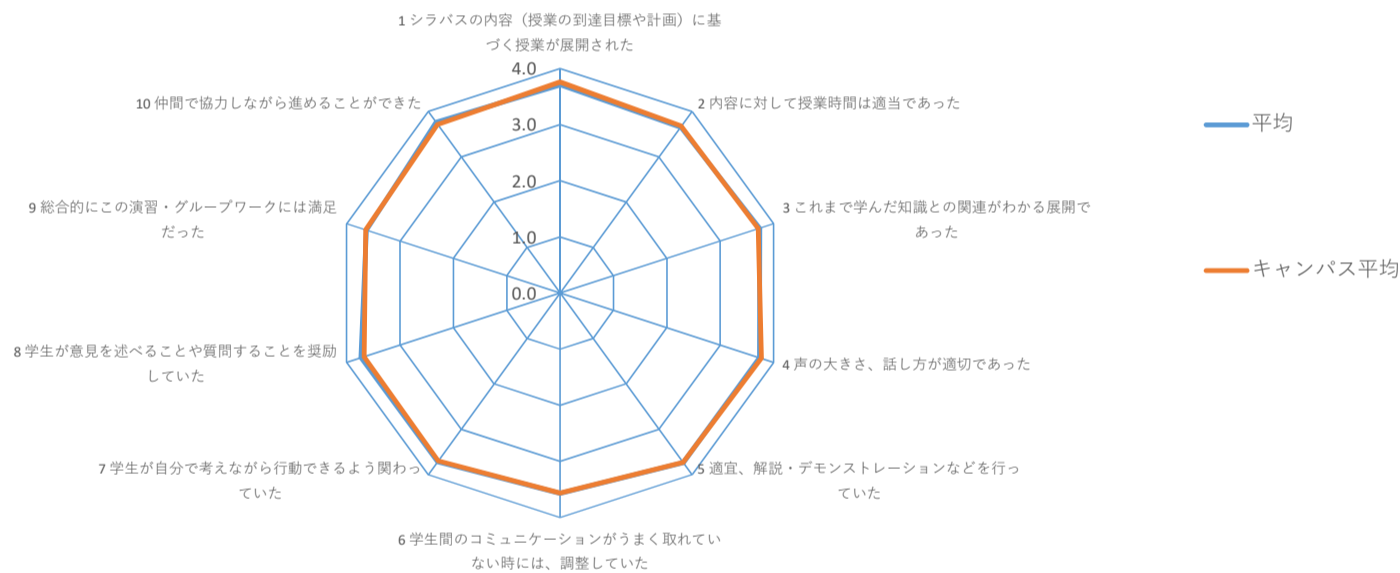 1 シラバスの内容（授業の到達目標や計画）に基
づく授業が展開された
4.0
3.0
2.0
1.0
0.0
2 内容に対して授業時間は適当であった
3 これまで学んだ知識との関連がわかる展開で
あった
4 声の大きさ、話し方が適切であった
5 適宜、解説・デモンストレーションなどを行っ
ていた
6 学生間のコミュニケーションがうまく取れてい
ない時には、調整していた
7 学生が自分で考えながら行動できるよう関わっ
ていた
8 学生が意見を述べることや質問することを奨励
していた
9 総合的にこの演習・グループワークには満足
だった
10 仲間で協力しながら進めることができた
平均
キャンパス平均